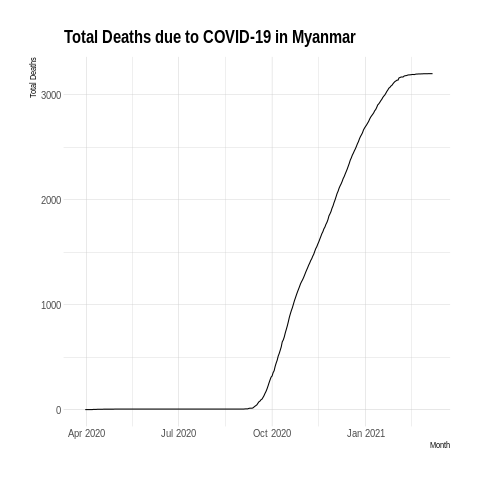 Total Deaths due to COVID-19 in Myanmar
Total Deaths
3000
2000
1000
0
Apr 2020 Jul 2020 Oct 2020 Jan 2021
Month